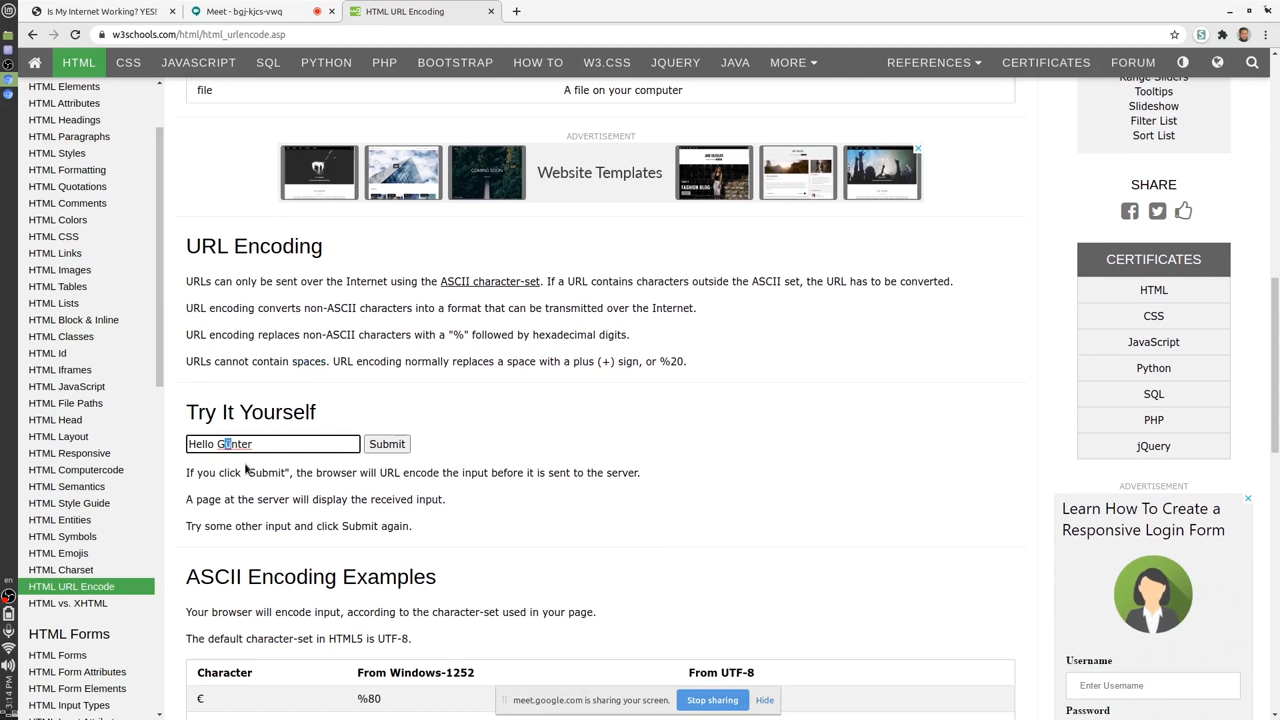 Is My Internet Working? YES!
Meet - bgj-kjcs-vwq
HTML URL Encoding
w3schools.com/html/html_urlencode.asp
HTML
CSS
JAVASCRIPT
SQL
PYTHON
PHP
BOOTSTRAP
HOW TO
W3.CSS
JQUERY
JAVA
MORE
REFERENCES
CERTIFICATES
FORUM
HTML Elements
HTML Attributes
HTML Headings
HTML Paragraphs
HTML Styles
HTML Formatting
HTML Quotations
HTML Comments
HTML Colors
HTML CSS
HTML Links
HTML Images
HTML Tables
HTML Lists
HTML Block & Inline
HTML Classes
HTML Id
HTML Iframes
HTML JavaScript
HTML File Paths
HTML Head
HTML Layout
HTML Responsive
HTML Computercode
HTML Semantics
HTML Style Guide
HTML Entities
HTML Symbols
HTML Emojis
HTML Charset
HTML URL Encode
HTML vs. XHTML
HTML Forms
HTML Forms
HTML Form Attributes
HTML Form Elements
HTML Input Types
file
A file on your computer
ADVERTISEMENT
COMING SOON
Website Templates
FASHION BLOG
URL Encoding
URLs can only be sent over the Internet using the ASCII character-set. If a URL contains characters outside the ASCII set, the URL has to be converted.
URL encoding converts non-ASCII characters into a format that can be transmitted over the Internet.
URL encoding replaces non-ASCII characters with a "%" followed by hexadecimal digits.
URLs cannot contain spaces. URL encoding normally replaces a space with a plus (+) sign, or %20.
Try It Yourself
Hello Günter
Submit
If you click "Submit", the browser will URL encode the input before it is sent to the server.
A page at the server will display the received input.
Try some other input and click Submit again.
ASCII Encoding Examples
Your browser will encode input, according to the character-set used in your page.
The default character-set in HTML5 is UTF-8.
Character
From Windows-1252
From UTF-8
€
%80
meet.google.com is sharing your screen.
Stop sharing
Hide
Range Sliders
Tooltips
Slideshow
Filter List
Sort List
SHARE
CERTIFICATES
HTML
CSS
JavaScript
Python
SQL
PHP
jQuery
ADVERTISEMENT
Learn How To Create a
Responsive Login Form
Username
Enter Username
Password
en
3:14 PM